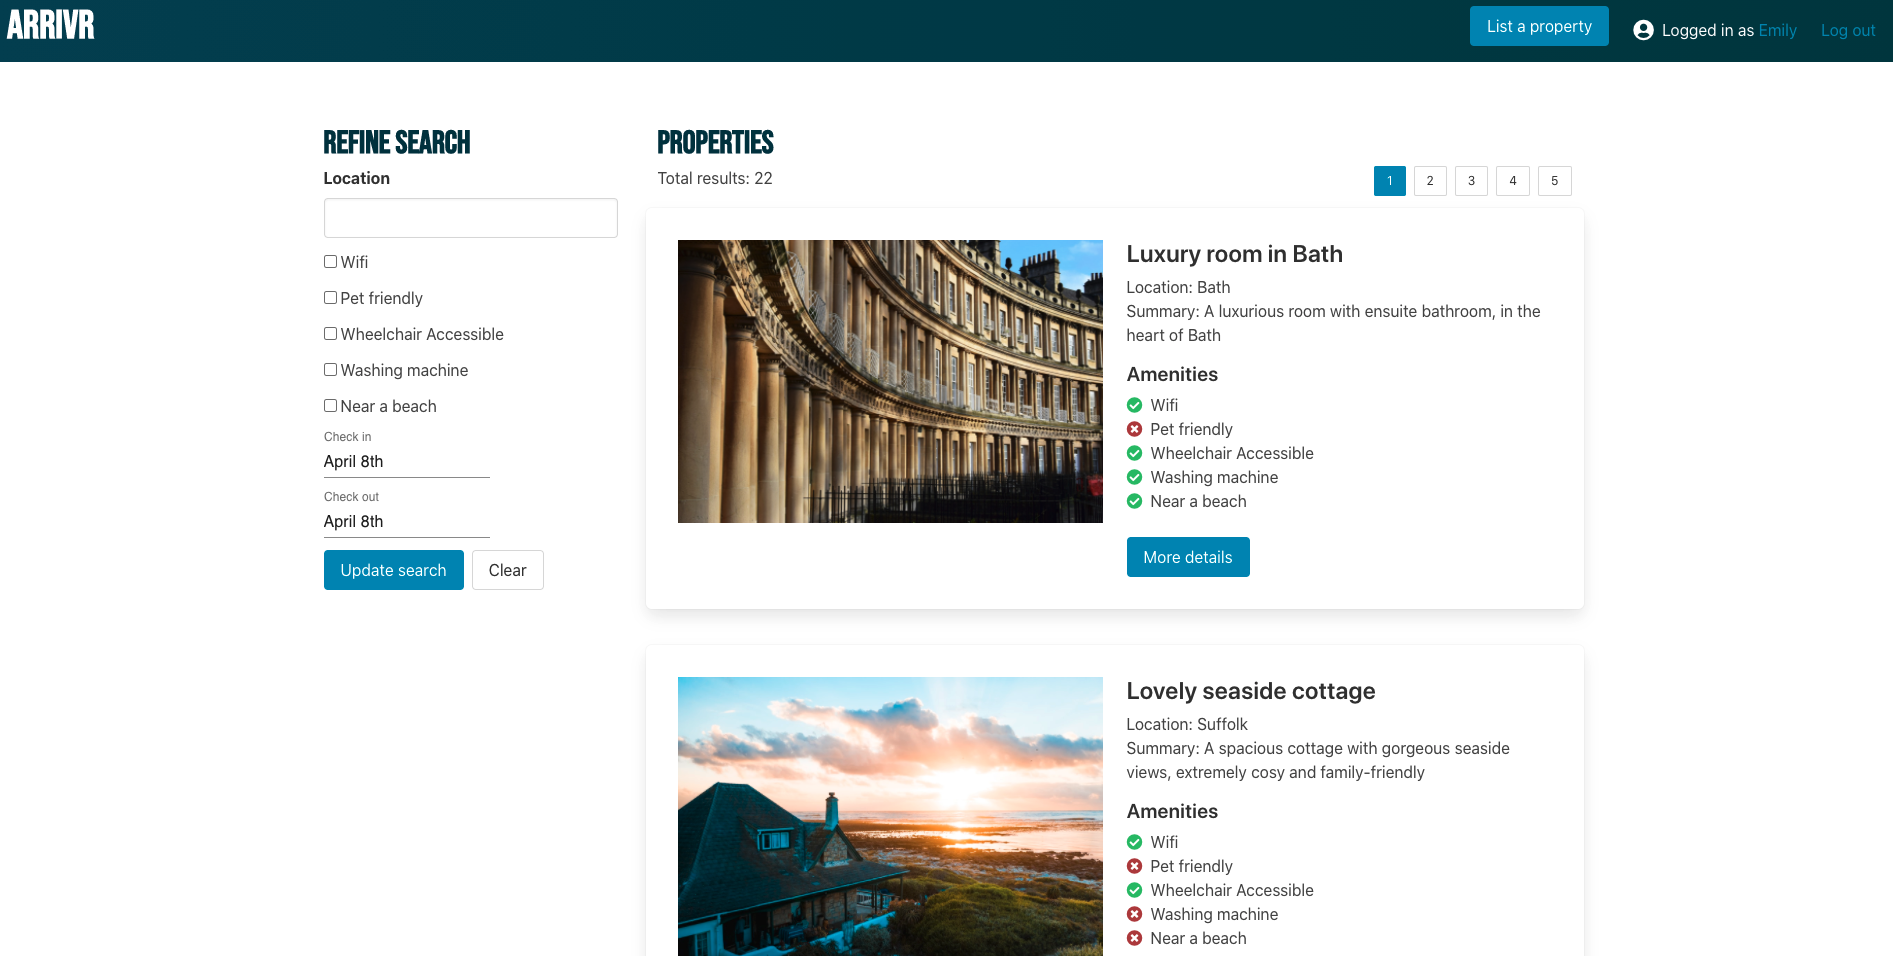 ARRIVR
List a property
Logged in as Emily
Log out
REFINE SEARCH
Location
Wifi
Pet friendly
Wheelchair Accessible
Washing machine
Near a beach
Check in
April 8th
Check out
April 8th
Update search
Clear
PROPERTIES
Total results: 22
1 2 3 4 5
Luxury room in Bath
Location: Bath
Summary: A luxurious room with ensuite bathroom, in the
heart of Bath
Amenities
Wifi
Pet friendly
Wheelchair Accessible
Washing machine
Near a beach
More details
Lovely seaside cottage
Location: Suffolk
Summary: A spacious cottage with gorgeous seaside
views, extremely cosy and family-friendly
Amenities
Wifi
Pet friendly
Wheelchair Accessible
Washing machine
Near a beach